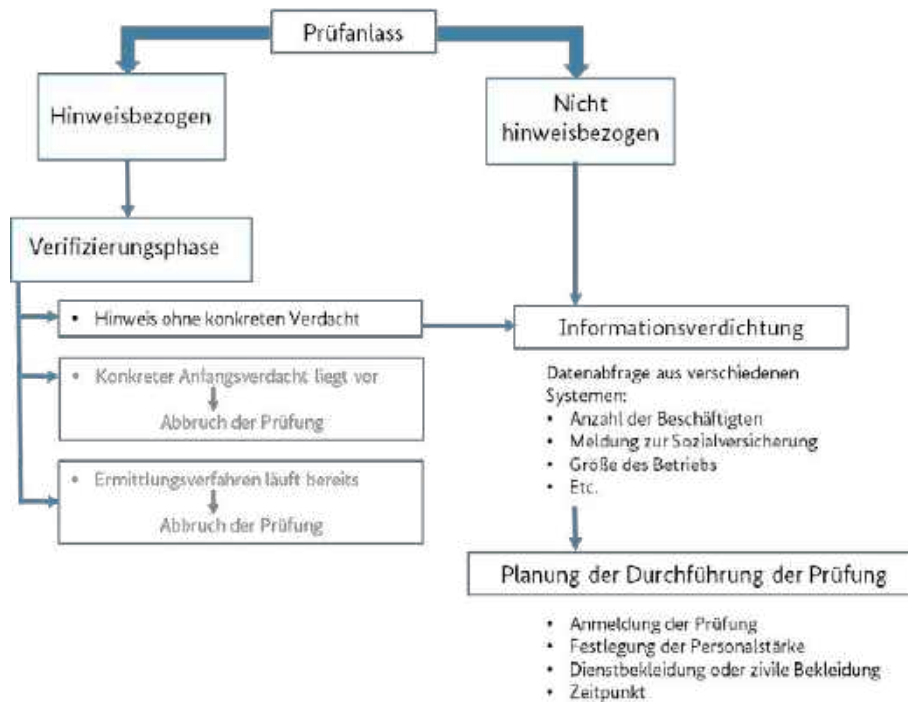 Prüfanlass
Hinweisbezogen
Nicht
hinweisbezogen
Verifizierungsphase
• Hinweis ohne konkreten Verdacht
• Konkreter Anfangsverdacht liegt vor
Abbruch der Prüfung
• Ermittlungsverfahren läuft bereits
Abbruch der Prüfung
Informationsverdichtung
Datenabfrage aus verschiedenen
Systemen:
• Anzahl der Beschäftigten
• Meldung zur Sozialversicherung
• Größe des Betriebs
• Etc.
Planung der Durchführung der Prüfung
• Anmeldung der Prüfung
• Festlegung der Personalstärke
• Dienstbekleidung oder zivile Bekleidung
• Zeitpunkt